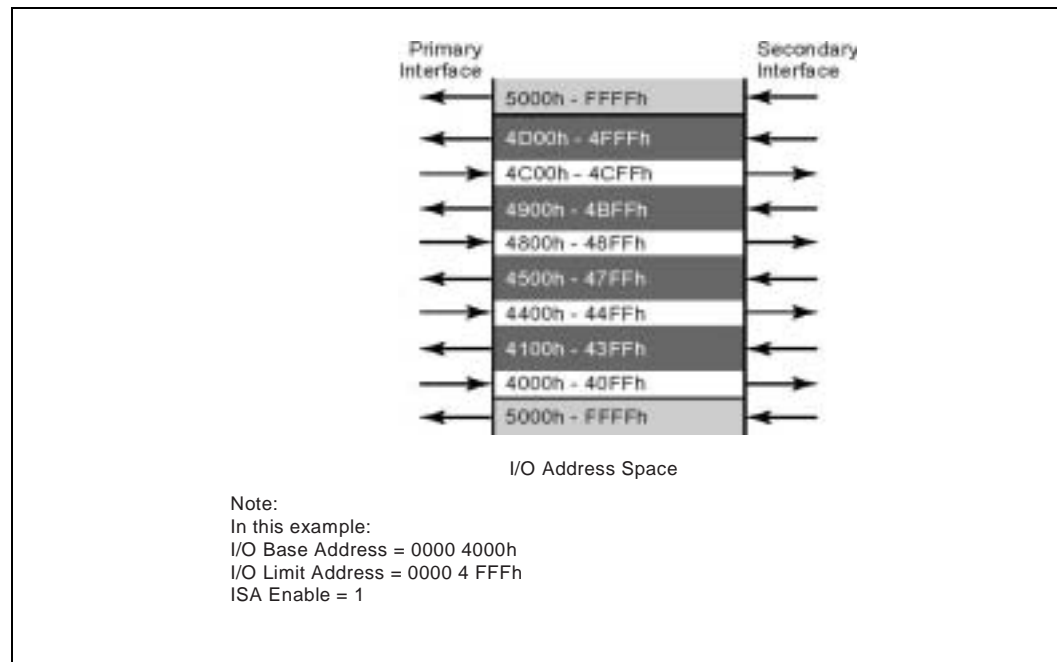 Primary
Interface
Secondary
Interface
5000h - FFFFh
4D00h - 4FFFh
4C00h - 4CFFh
4900h - 4BFFh
4800h - 48FFh
4500h - 47FFh
4400h - 44FFh
4100h - 43FFh
4000h - 40FFh
5000h - FFFFh
I/O Address Space
Note:
In this example:
I/O Base Address = 0000 4000h
I/O Limit Address = 0000 4 FFFh
ISA Enable = 1